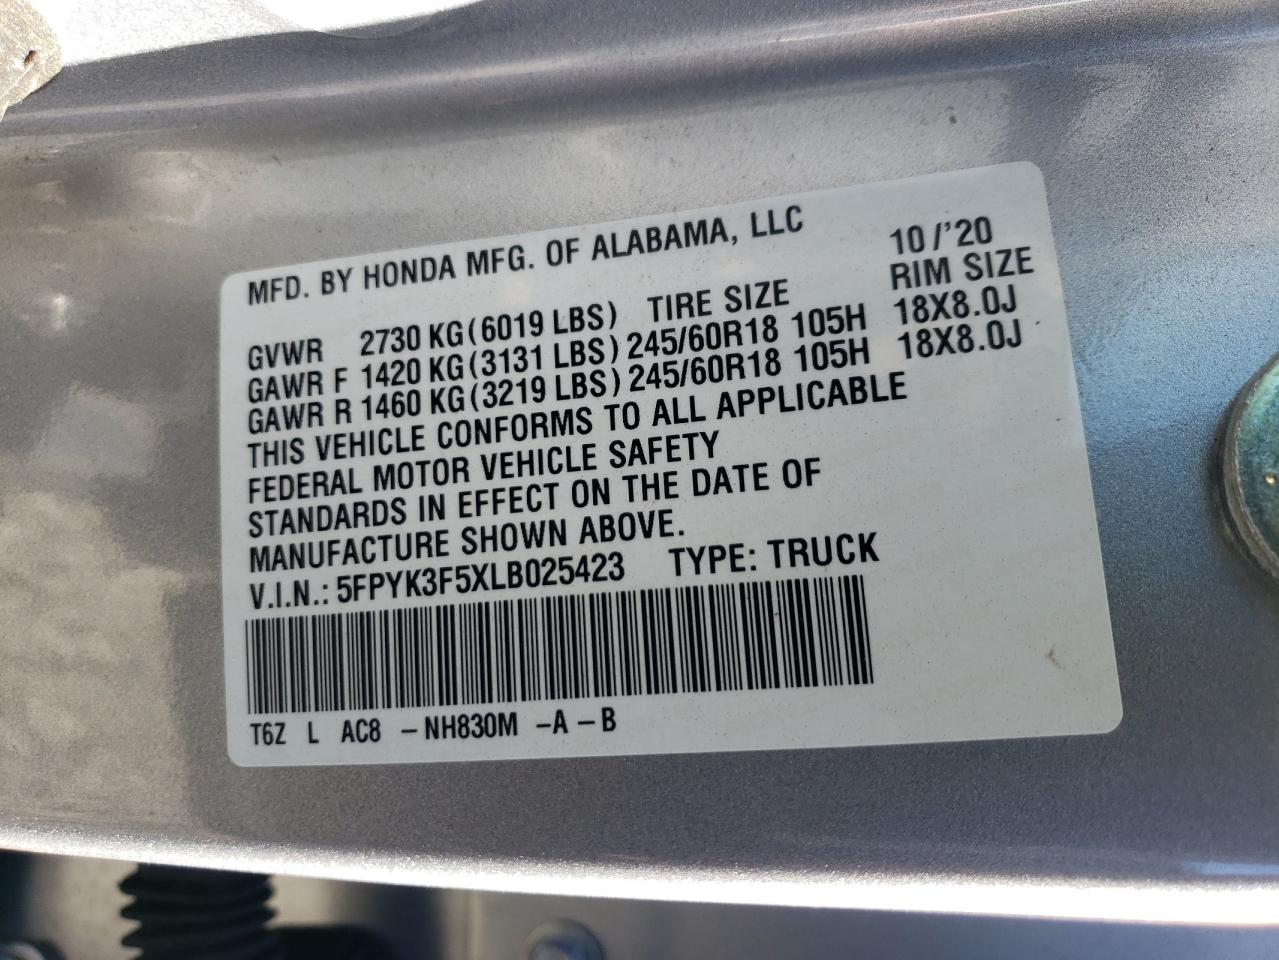 MFD. BY HONDA MFG. OF ALABAMA, LLC 10/'20
GVWR 2730 KG(6019 LBS) TIRE SIZE RIM SIZE
GAWR F 1420 KG(3131 LBS) 245/60R18 105H 18X8.0J
GAWR R 1460 KG(3219 LBS) 245/60R18 105H 18X8.0J
THIS VEHICLE CONFORMS TO ALL APPLICABLE
FEDERAL MOTOR VEHICLE SAFETY
STANDARDS IN EFFECT ON THE DATE OF
MANUFACTURE SHOWN ABOVE.
V.I.N.: 5FPYK3F5XLB025423 TYPE: TRUCK
T6Z L AC8 -NH830M -A-B